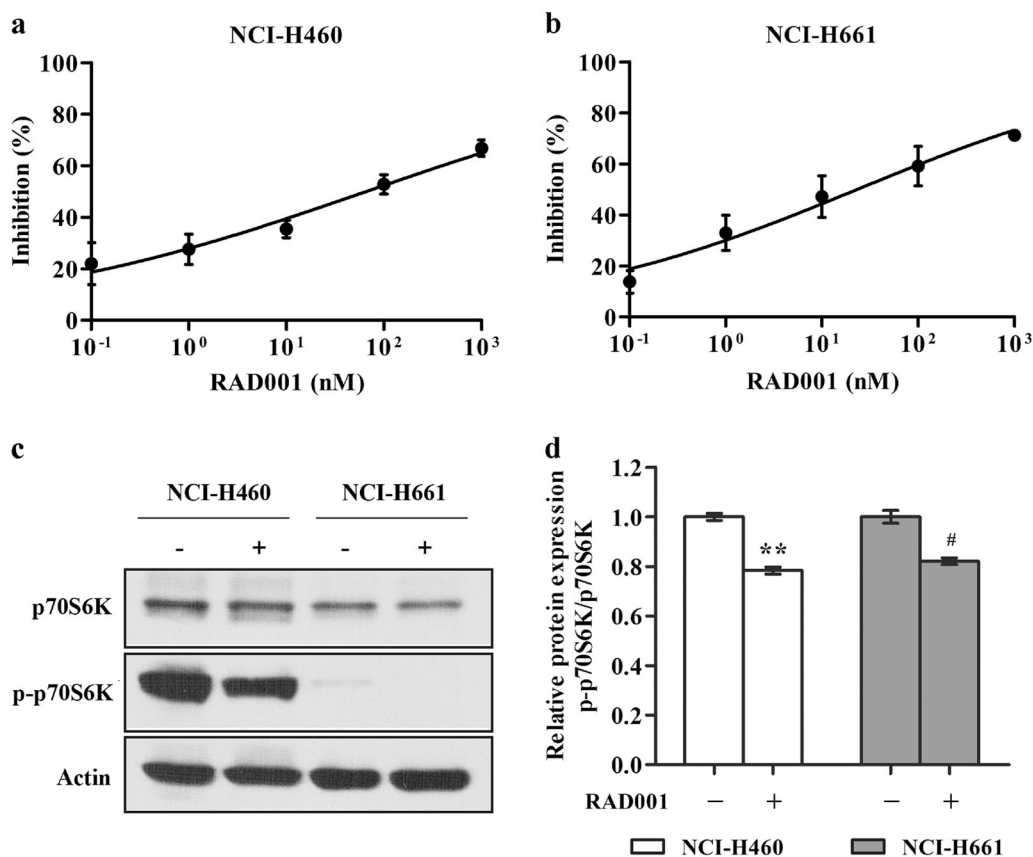 a
NCI-H460
Inhibition (%)
100
80
60
40
20
0
10⁻¹ 10⁰ 10¹ 10² 10³
RAD001 (nM)
b
NCI-H661
Inhibition (%)
100
80
60
40
20
0
10⁻¹ 10⁰ 10¹ 10² 10³
RAD001 (nM)
c
NCI-H460 NCI-H661
- + - +
p70S6K
p-p70S6K
Actin
d
Relative protein expression
p-p70S6K/p70S6K
1.2
1.0
0.8
0.6
0.4
0.2
0.0
**
#
RAD001 − + − +
NCI-H460 NCI-H661